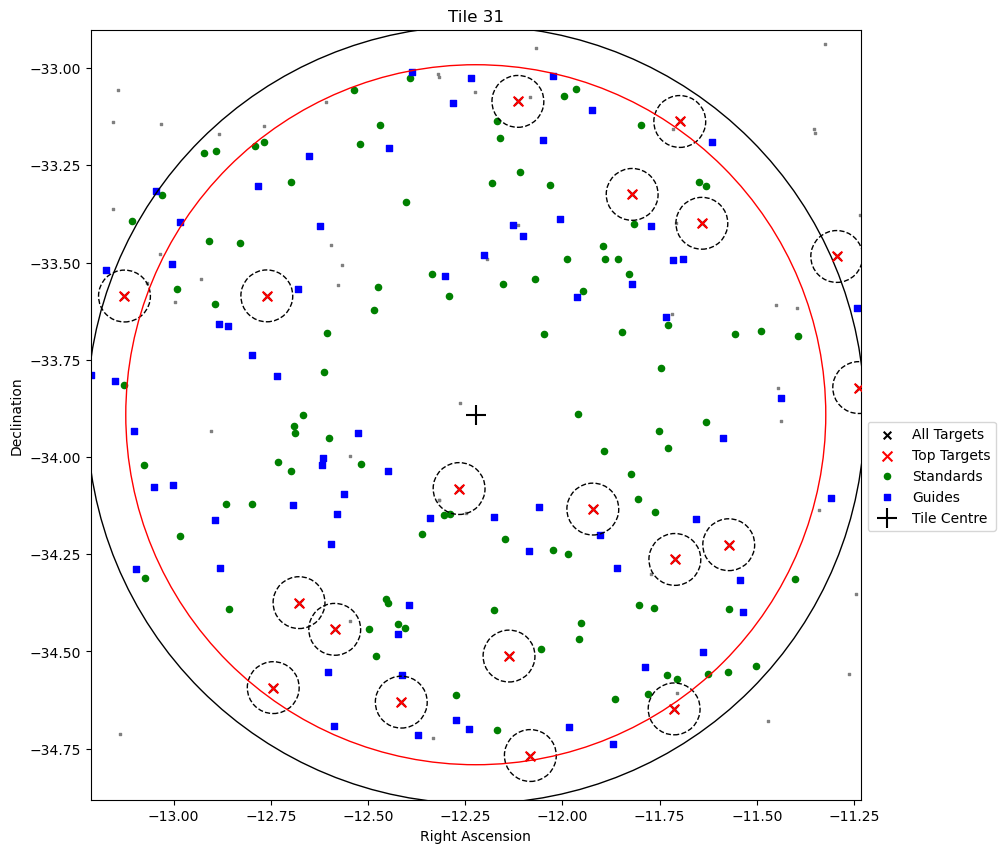 Tile 31
−33.00
−33.25
−33.50
−33.75
−34.00
−34.25
−34.50
−34.75
Declination
−13.00
−12.75
−12.50
−12.25
−12.00
−11.75
−11.50
−11.25
Right Ascension
All Targets
Top Targets
Standards
Guides
Tile Centre